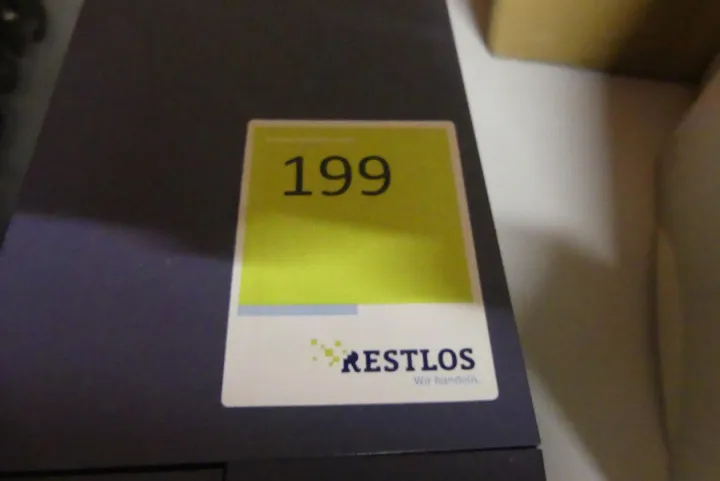 199
RESTLOS
Wir handeln.